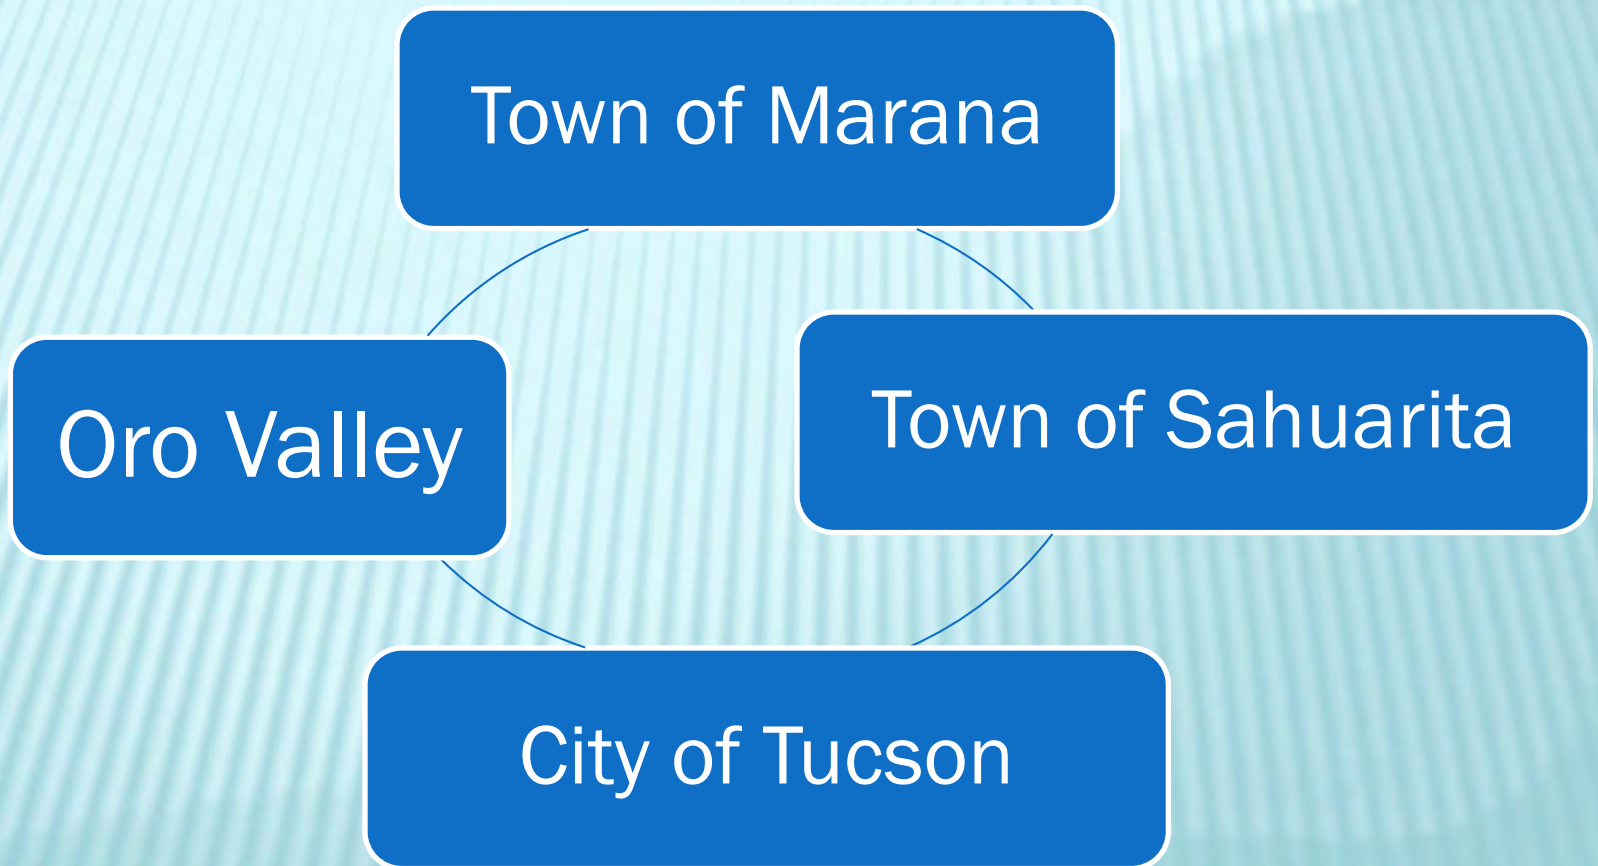 Town of Marana
Town of Sahuarita
Oro Valley
City of Tucson